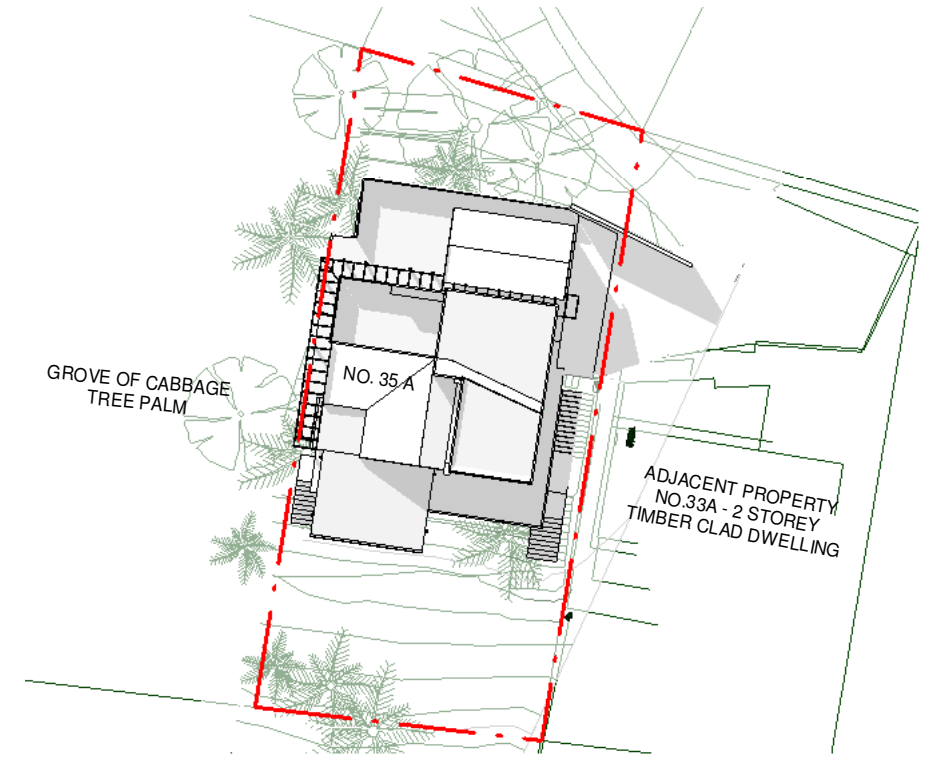 NO. 35 A
GROVE OF CABBAGE
TREE PALM
ADJACENT PROPERTY
NO.33A - 2 STOREY
TIMBER CLAD DWELLING